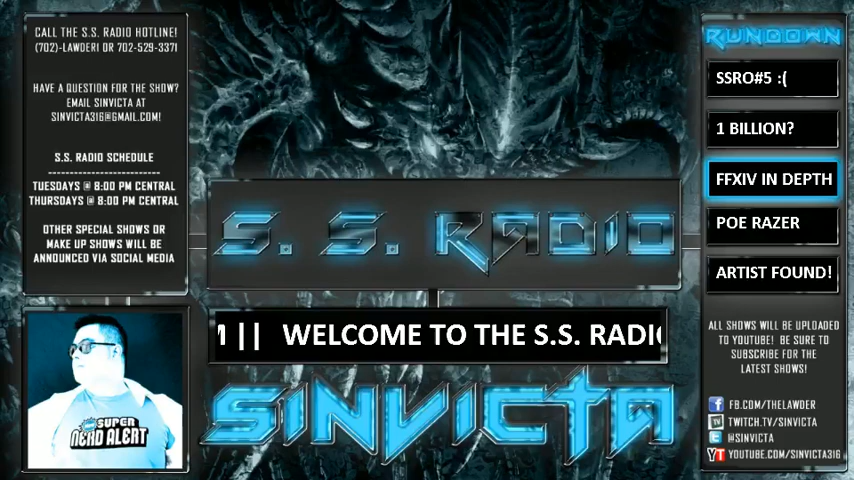 CALL THE S.S. RADIO HOTLINE!
(702)-LAWDERI OR 702-529-3371
HAVE A QUESTION FOR THE SHOW?
EMAIL SINVICTA AT
SINVICTA316@GMAIL.COM!
S.S. RADIO SCHEDULE
--------------------------
TUESDAYS @ 8:00 PM CENTRAL
THURSDAYS @ 8:00 PM CENTRAL
OTHER SPECIAL SHOWS OR
MAKE UP SHOWS WILL BE
ANNOUNCED VIA SOCIAL MEDIA
SUPER
NERD ALERT
S. S. RADIO
M || WELCOME TO THE S.S. RADIO
SINVICTA
RUNDOWN
SSRO#5 :(
1 BILLION?
FFXIV IN DEPTH
POE RAZER
ARTIST FOUND!
ALL SHOWS WILL BE UPLOADED
TO YOUTUBE! BE SURE TO
SUBSCRIBE FOR THE
LATEST SHOWS!
FB.COM/THELAWDER
TWITCH.TV/SINVICTA
@SINVICTA
YOUTUBE.COM/SINVICTA316